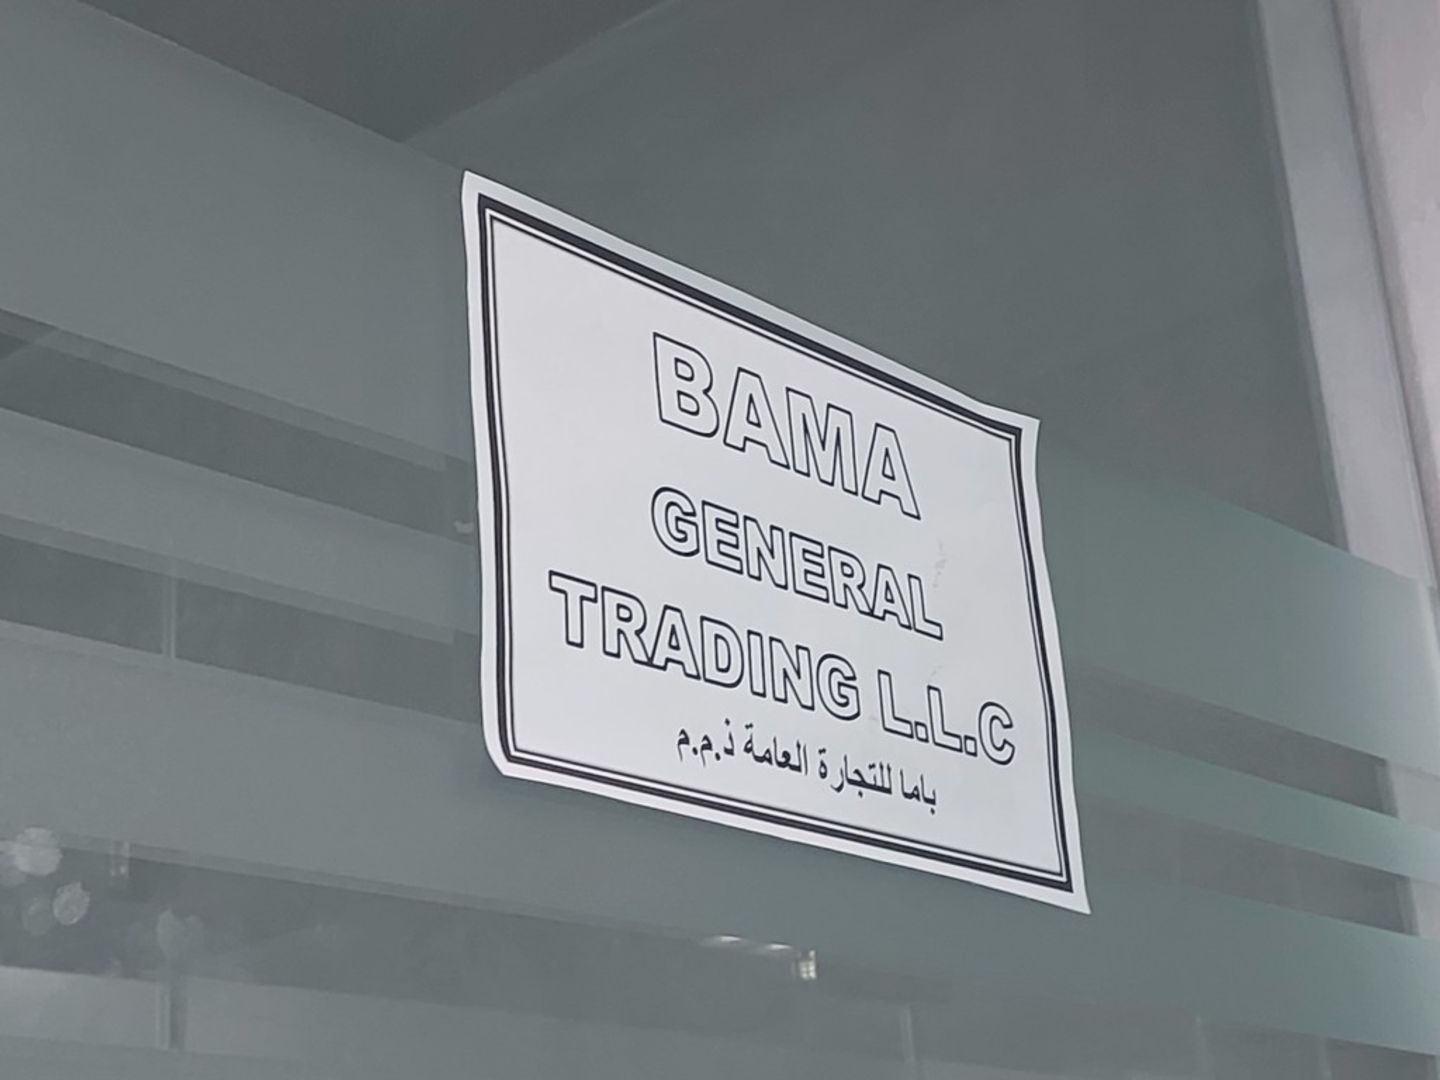 BAMA
GENERAL
TRADING L.L.C
باما للتجارة العامة ذ.م.م